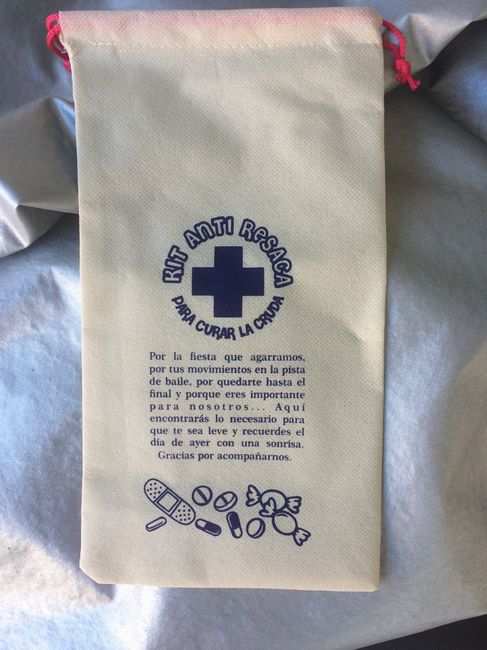 KIT ANTI RESACA
PARA CURAR LA CRUDA
Por la fiesta que agarramos,
por tus movimientos en la pista
de baile, por quedarte hasta el
final y porque eres importante
para nosotros... Aquí
encontrarás lo necesario para
que te sea leve y recuerdes el
día de ayer con una sonrisa.
Gracias por acompañarnos.